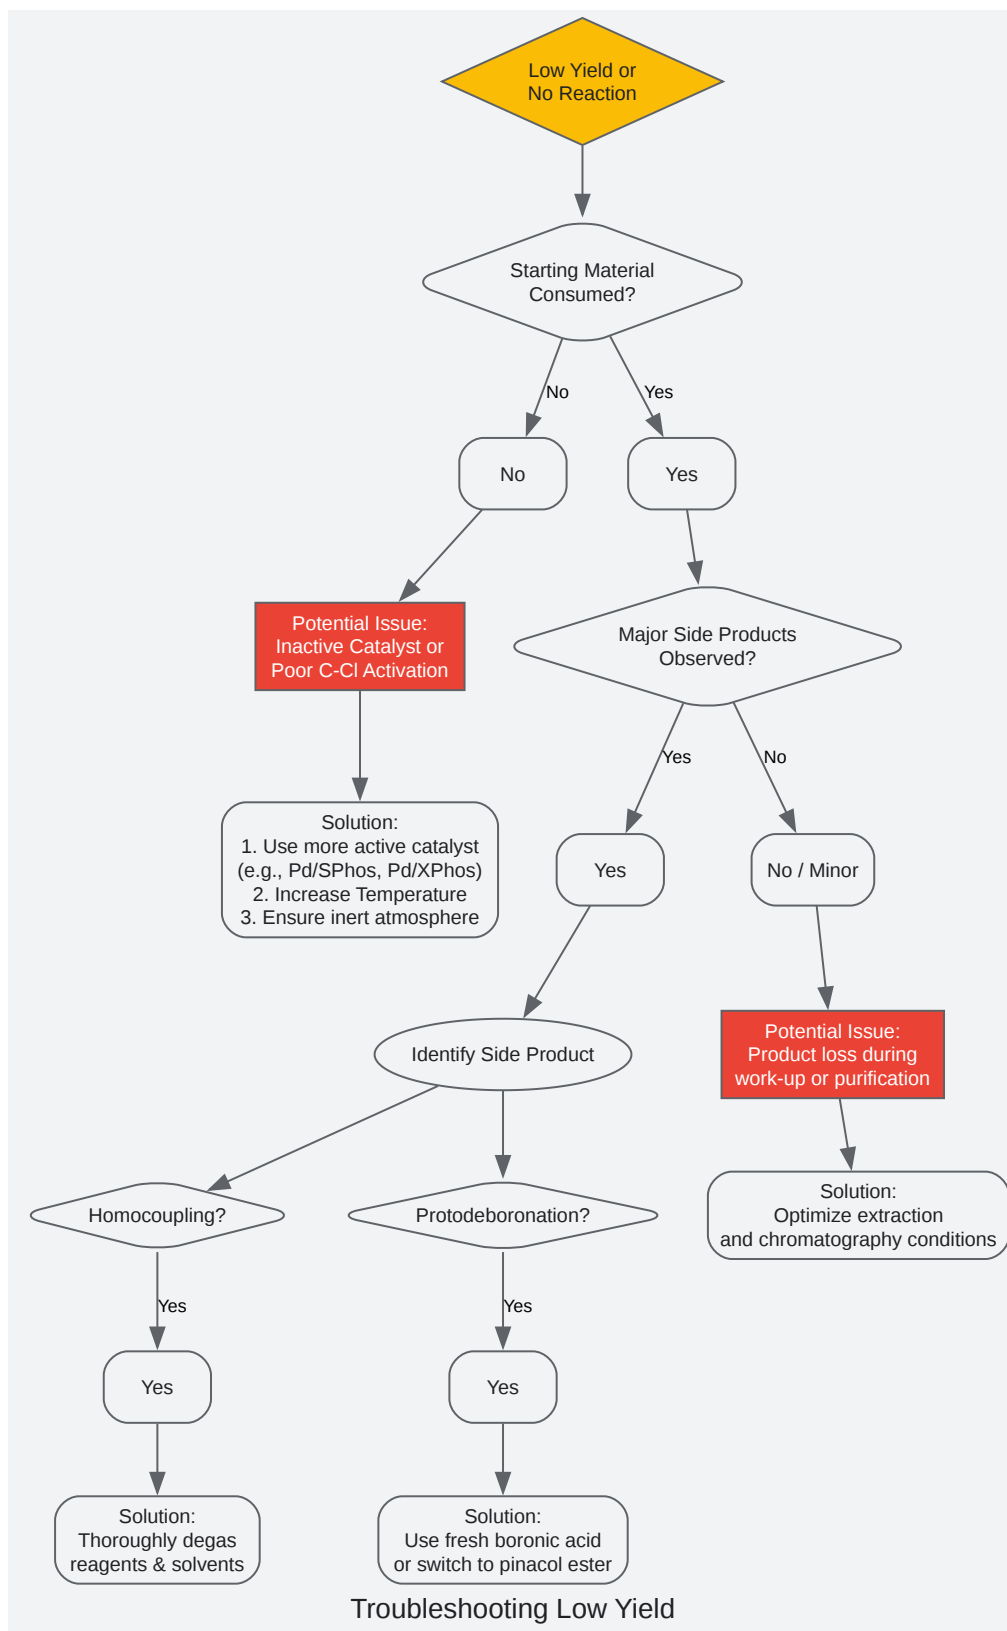 Low Yield or
No Reaction
Starting Material
Consumed?
No
Yes
No
Yes
Potential Issue:
Inactive Catalyst or
Poor C-Cl Activation
Major Side Products
Observed?
Yes
No
Solution:
1. Use more active catalyst
(e.g., Pd/SPhos, Pd/XPhos)
2. Increase Temperature
3. Ensure inert atmosphere
Yes
No / Minor
Identify Side Product
Potential Issue:
Product loss during
work-up or purification
Homocoupling?
Protodeboronation?
Solution:
Optimize extraction
and chromatography conditions
Yes
Yes
Yes
Yes
Solution:
Thoroughly degas
reagents & solvents
Solution:
Use fresh boronic acid
or switch to pinacol ester
Troubleshooting Low Yield